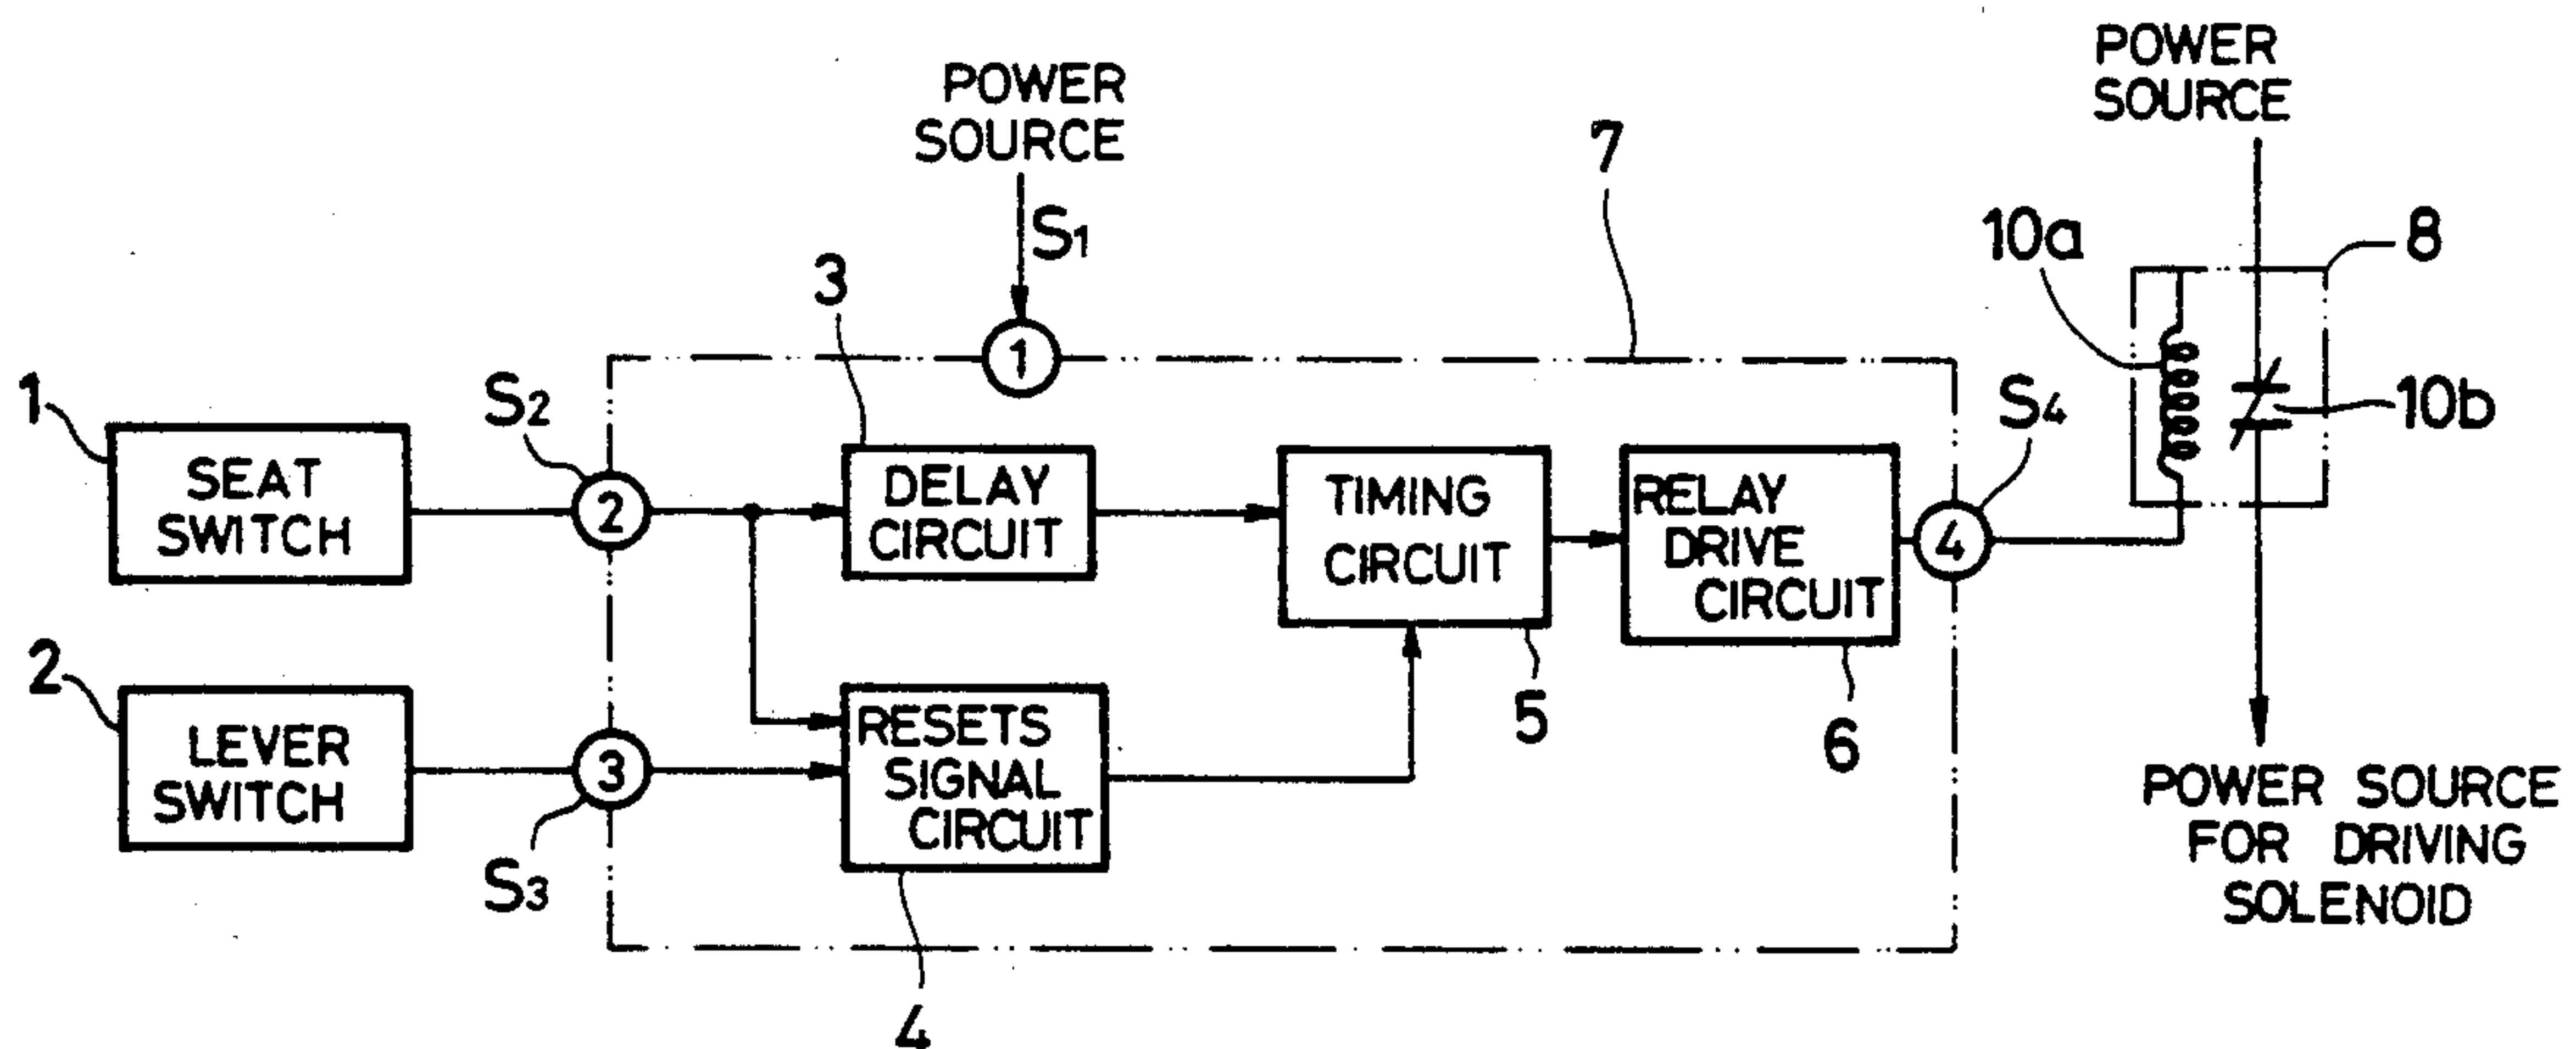 POWER
SOURCE
POWER
SOURCE
7
S1
10a
8
3
1
1
S2
S4
10b
SEAT
SWITCH
2
DELAY
CIRCUIT
TIMING
CIRCUIT
RELAY
DRIVE
CIRCUIT
4
2
LEVER
SWITCH
3
S3
RESETS
SIGNAL
CIRCUIT
5
6
4
POWER SOURCE
FOR DRIVING
SOLENOID